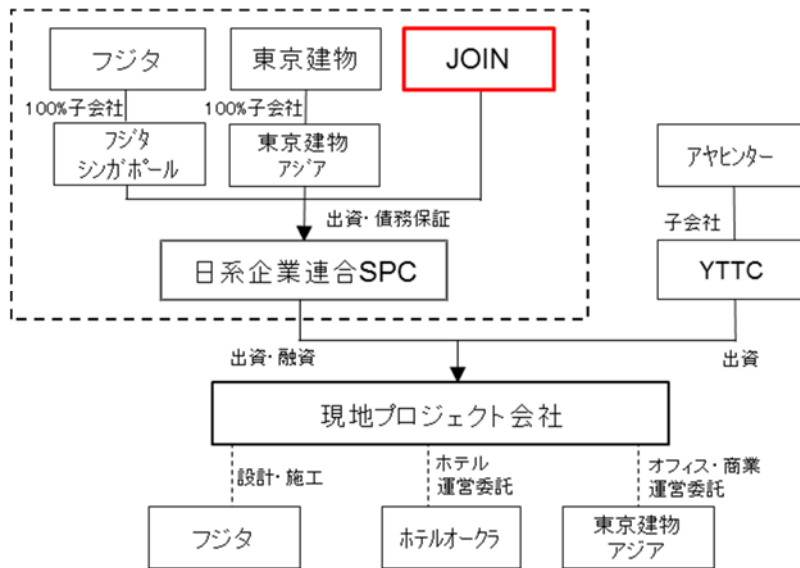 フジタ
東京建物
JOIN
100%子会社
100%子会社
フジタ
シンガポール
東京建物
アジア
アヤヒンター
出資・債務保証
子会社
日系企業連合SPC
YTTC
出資・融資
出資
現地プロジェクト会社
設計・施工
ホテル
運営委託
オフィス・商業
運営委託
フジタ
ホテルオークラ
東京建物
アジア